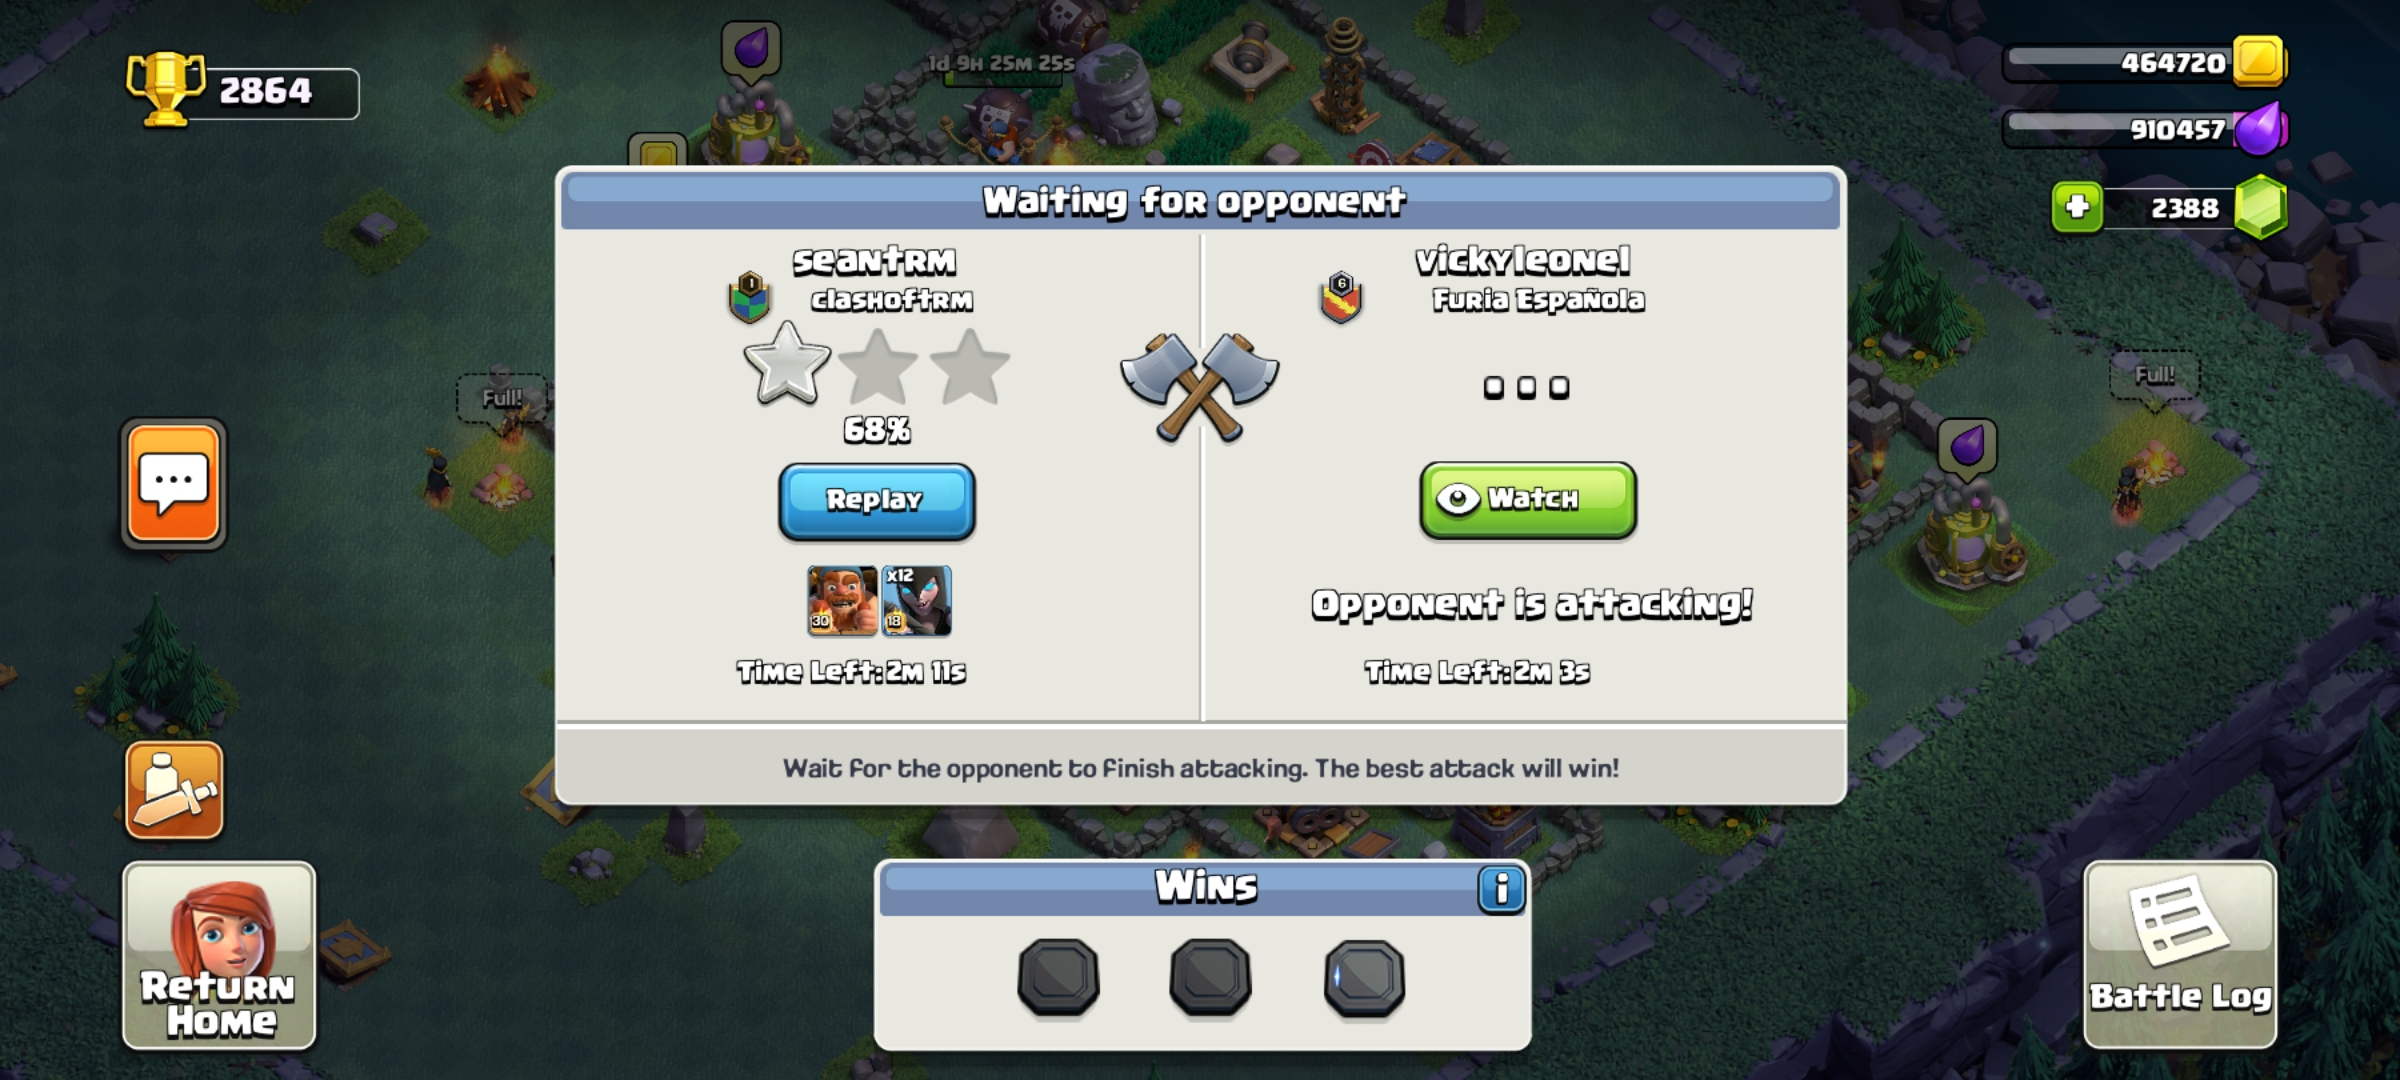 2864
1d 9H 25M 25s
464720
910457
2388
Waiting for opponent
seantrm
clashoftrm
1
68%
Replay
30
x12
18
Time Left: 2M 11s
vickyleonel
Furia Española
6
Watch
Opponent is attacking!
Time Left: 2M 3s
Wait for the opponent to finish attacking. The best attack will win!
Full!
Full!
Wins
i
Return
Home
Battle Log